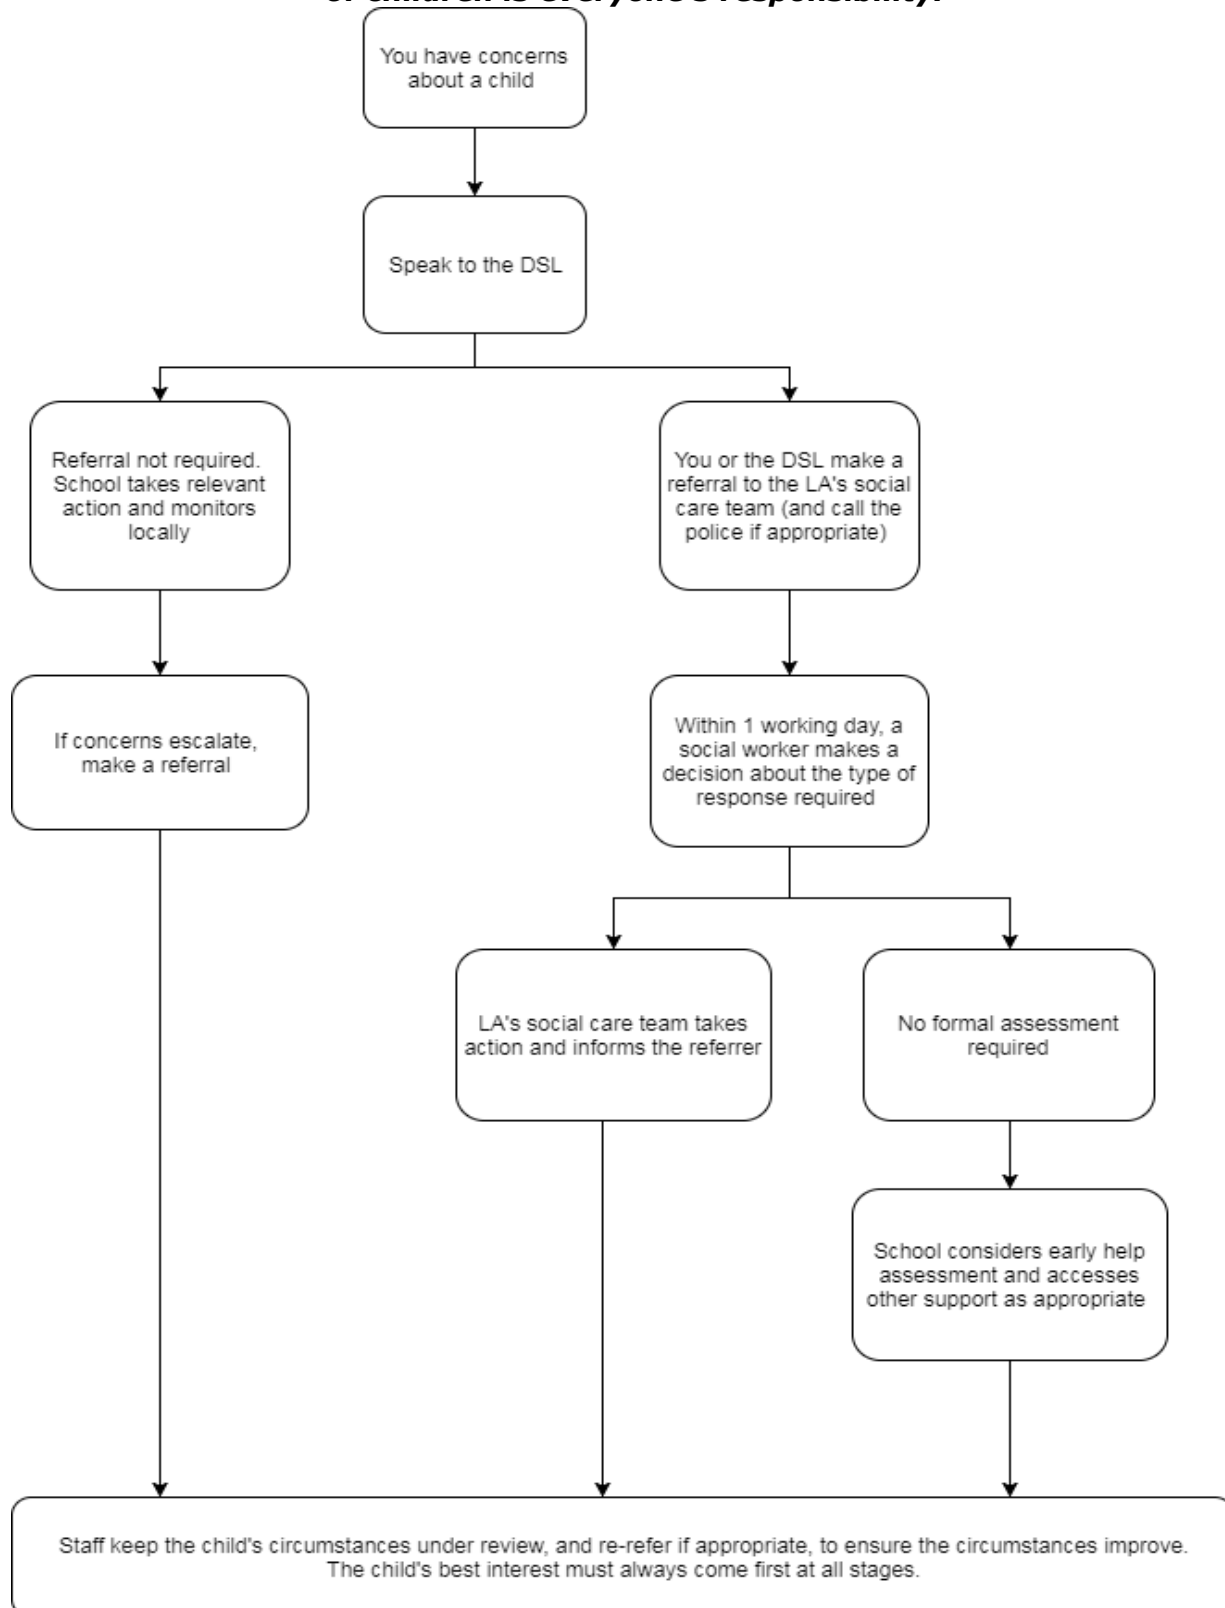 of children is everyone's responsibility.
You have concerns
about a child
Speak to the DSL
Referral not required.
School takes relevant
action and monitors
locally
You or the DSL make a
referral to the LA's social
care team (and call the
police if appropriate)
If concerns escalate,
make a referral
Within 1 working day, a
social worker makes a
decision about the type of
response required
LA's social care team takes
action and informs the referrer
No formal assessment
required
School considers early help
assessment and accesses
other support as appropriate
Staff keep the child's circumstances under review, and re-refer if appropriate, to ensure the circumstances improve.
The child's best interest must always come first at all stages.